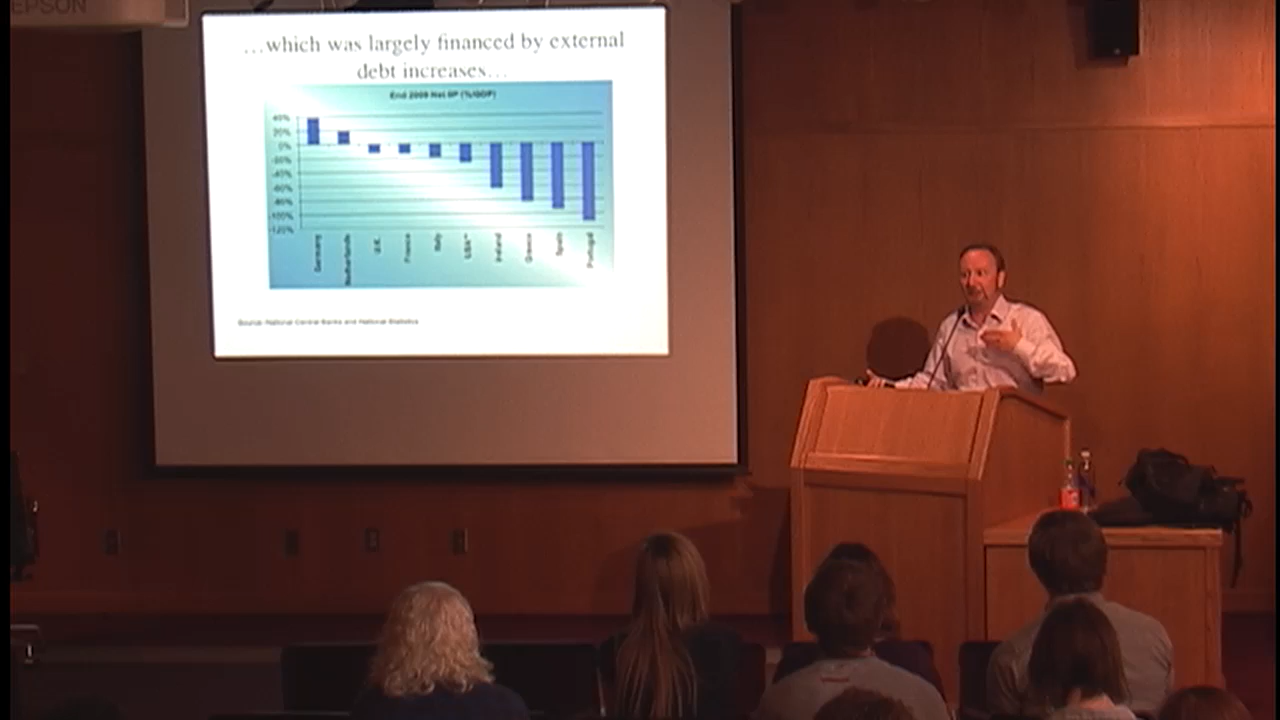 EPSON
...which was largely financed by external
debt increases...
End 2009 Net IIP (%/GDP)
40%
20%
0%
-20%
-40%
-60%
-80%
-100%
-120%
Germany
Netherlands
U.K.
France
Italy
USA**
Ireland
Greece
Spain
Portugal
Source: National Central Banks and National Statistics